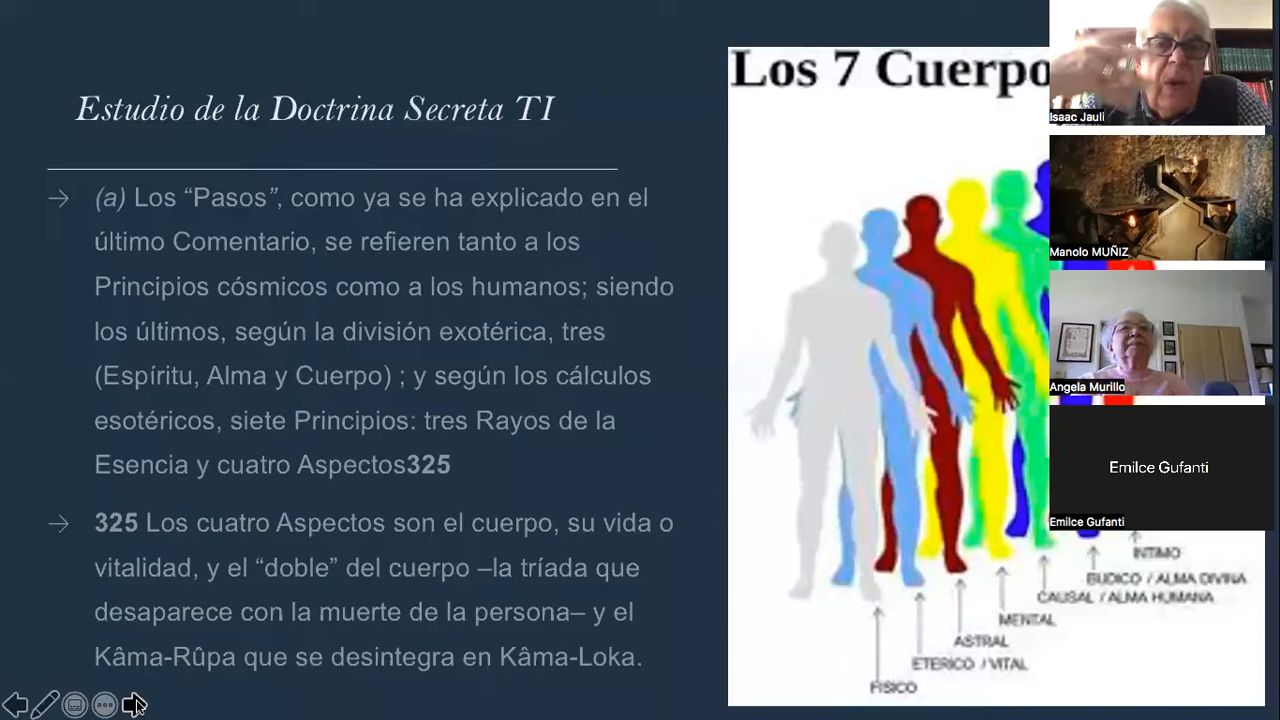 Estudio de la Doctrina Secreta TI
(a) Los “Pasos”, como ya se ha explicado en el
último Comentario, se refieren tanto a los
Principios cósmicos como a los humanos; siendo
los últimos, según la división exotérica, tres
(Espíritu, Alma y Cuerpo) ; y según los cálculos
esotéricos, siete Principios: tres Rayos de la
Esencia y cuatro Aspectos325
325 Los cuatro Aspectos son el cuerpo, su vida o
vitalidad, y el “doble” del cuerpo –la tríada que
desaparece con la muerte de la persona– y el
Kâma-Rûpa que se desintegra en Kâma-Loka.
Los 7 Cuerpo
INTIMO
BUDICO / ALMA DIVINA
CAUSAL / ALMA HUMANA
MENTAL
ASTRAL
ETERICO / VITAL
FISICO
Isaac Jauli
Manolo MUÑIZ
Angela Murillo
Emilce Gufanti
Emilce Gufanti